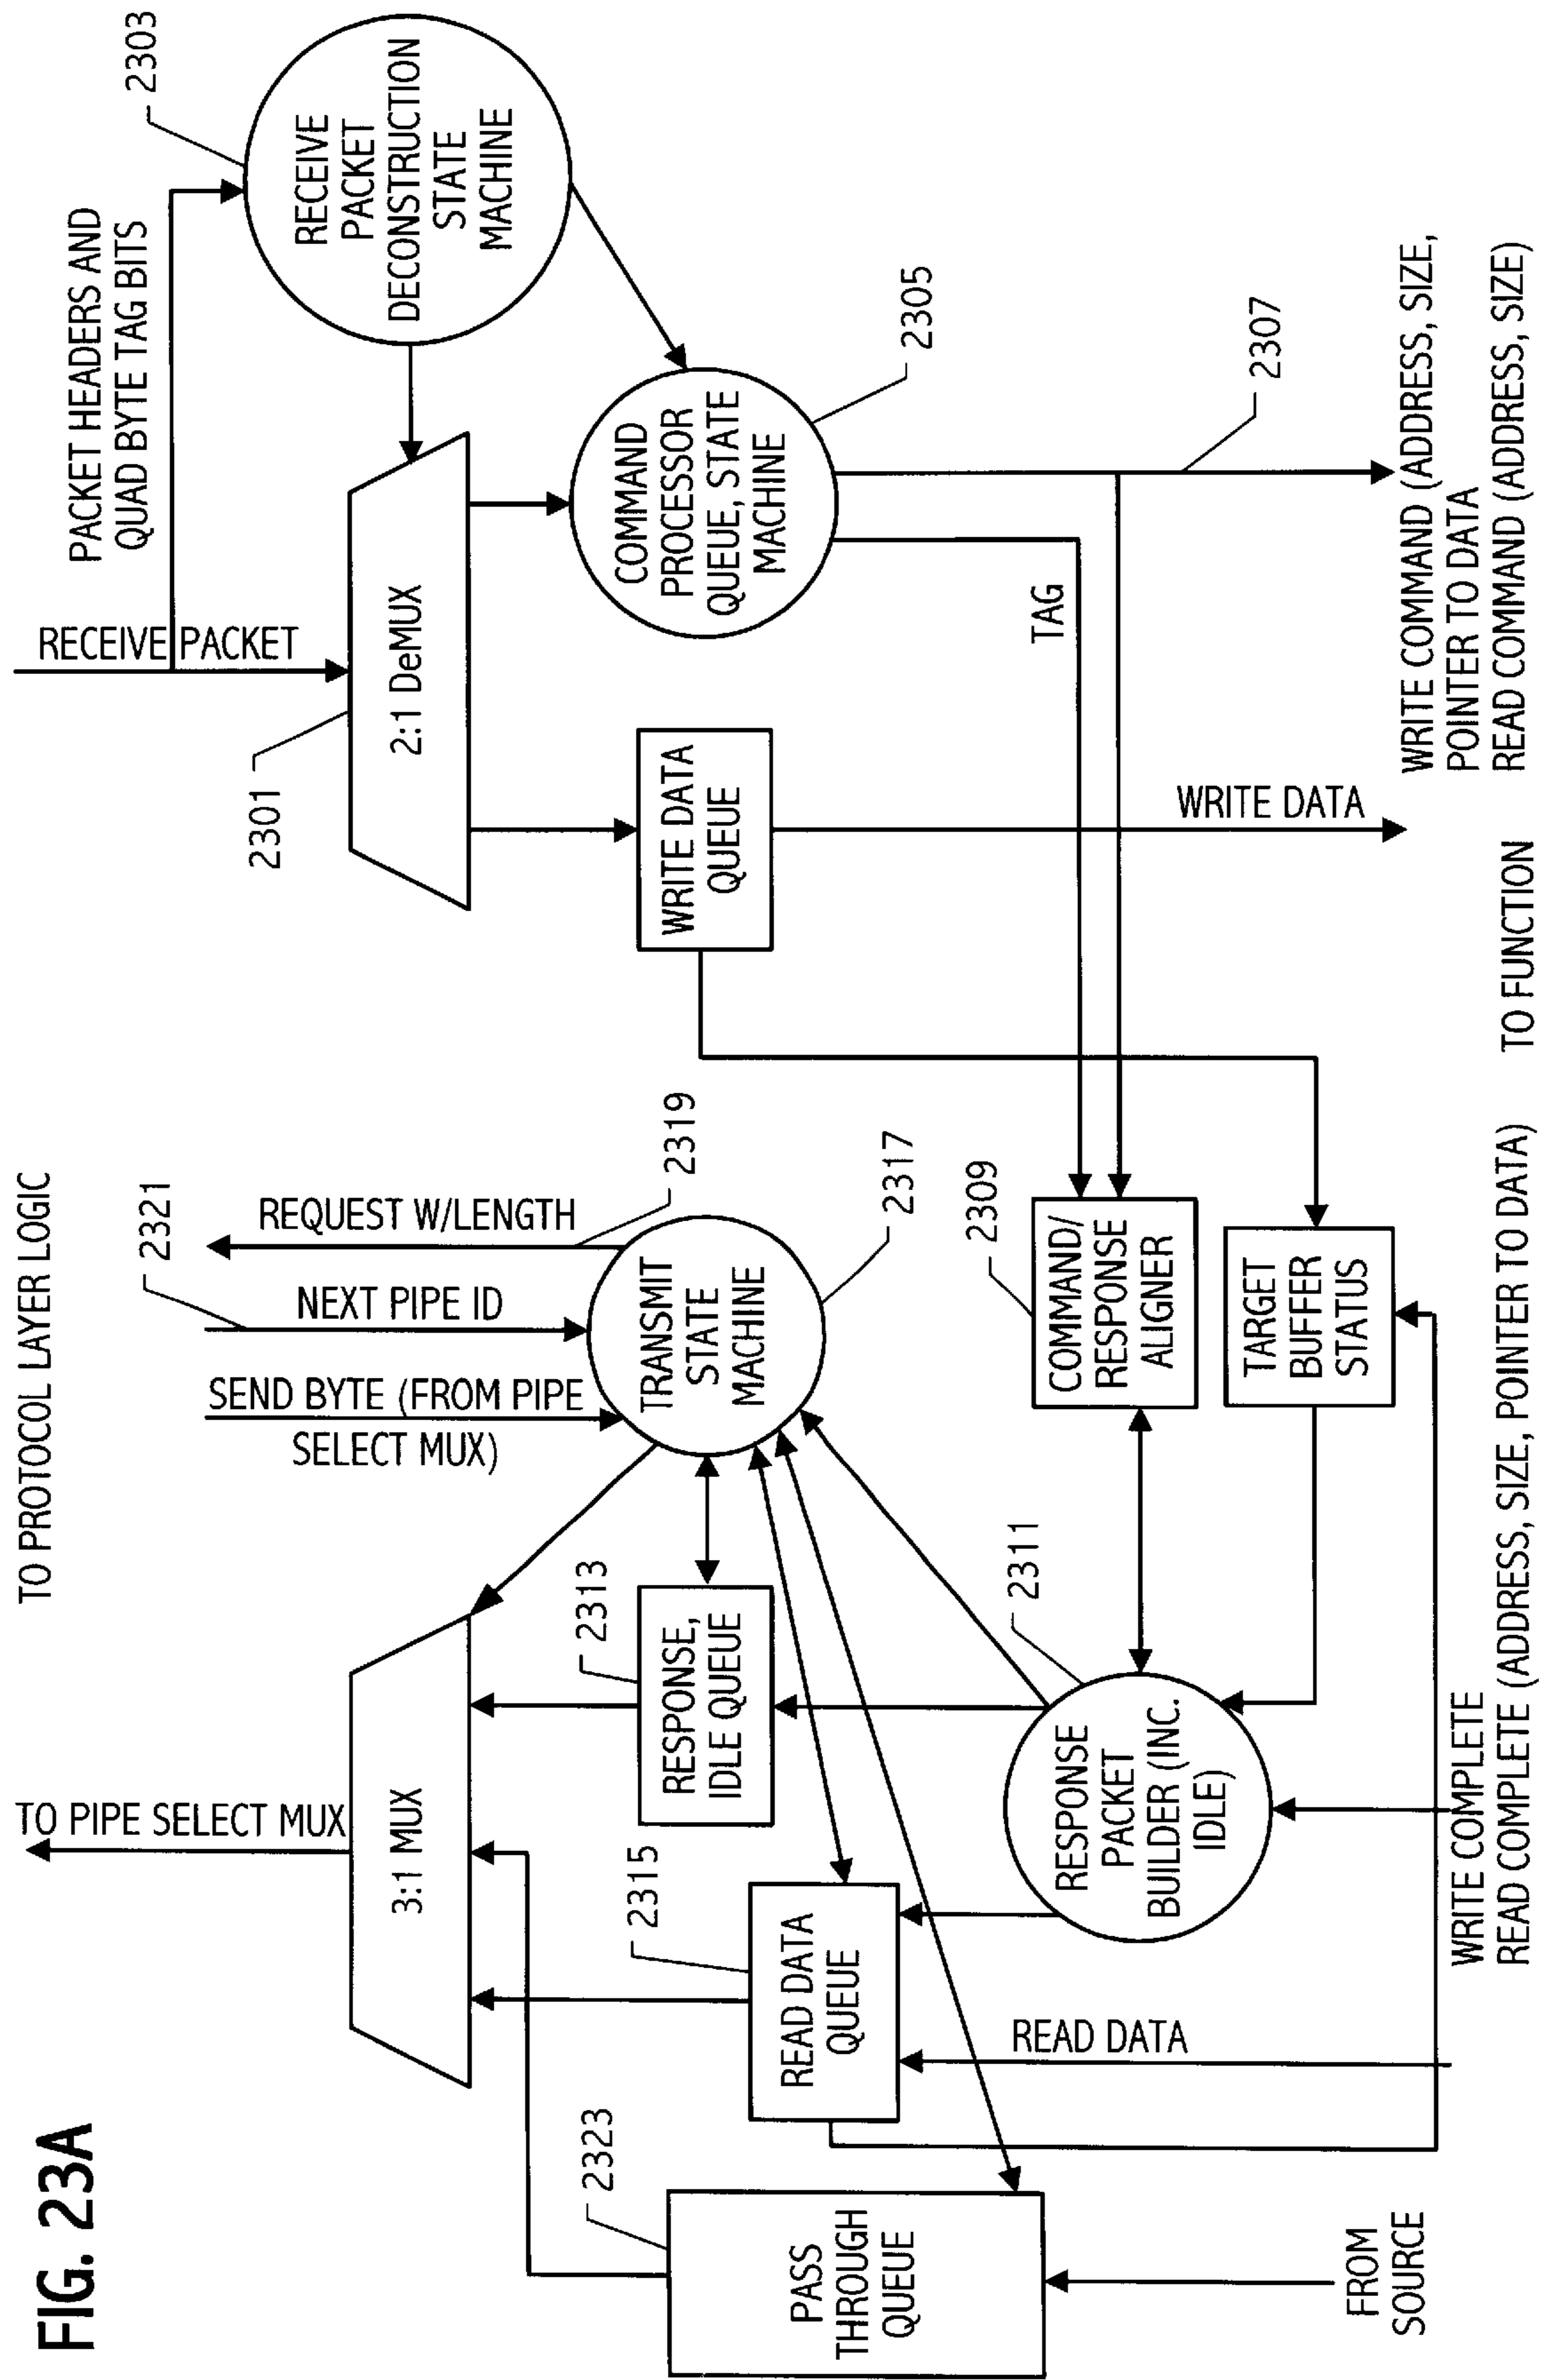 FIG. 23A
TO PROTOCOL LAYER LOGIC
TO PIPE SELECT MUX
3:1 MUX
2321
REQUEST W/LENGTH
2319
NEXT PIPE ID
SEND BYTE (FROM PIPE
SELECT MUX)
TRANSMIT
STATE
MACHINE
2317
2323
PASS
THROUGH
QUEUE
2315
READ DATA
QUEUE
2313
RESPONSE,
IDLE QUEUE
2311
RESPONSE
PACKET
BUILDER (INC.
IDLE)
2309
COMMAND/
RESPONSE
ALIGNER
TARGET
BUFFER
STATUS
READ DATA
FROM
SOURCE
WRITE COMPLETE
READ COMPLETE (ADDRESS, SIZE, POINTER TO DATA)
TO FUNCTION
RECEIVE PACKET
PACKET HEADERS AND
QUAD BYTE TAG BITS
2303
RECEIVE
PACKET
DECONSTRUCTION
STATE
MACHINE
2301
2:1 DeMUX
WRITE DATA
QUEUE
COMMAND
PROCESSOR
QUEUE, STATE
MACHINE
2305
TAG
2307
WRITE DATA
WRITE COMMAND (ADDRESS, SIZE,
POINTER TO DATA
READ COMMAND (ADDRESS, SIZE)